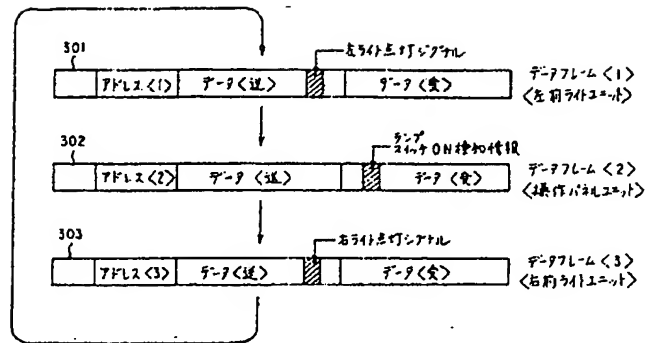 301
左ライト点灯シグナル
アドレス<1>
データ<送>
データ<受>
データフレーム<1>
<左前ライトユニット>
302
ランプ
スイッチON検知情報
アドレス<2>
データ<送>
データ<受>
データフレーム<2>
<操作パネルユニット>
303
右ライト点灯シグナル
アドレス<3>
データ<送>
データ<受>
データフレーム<3>
<右前ライトユニット>